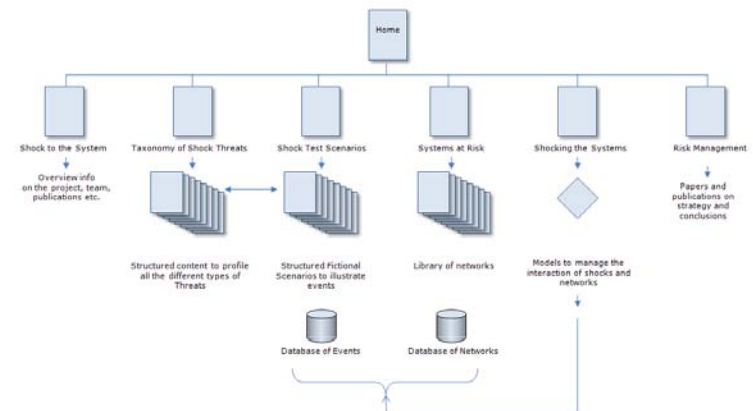 Home
Shock to the System
Taxonomy of Shock Threats
Shock Test Scenarios
Systems at Risk
Shocking the Systems
Risk Management
Overview info
on the project, team,
publications etc.
Papers and
publications on
strategy and
conclusions
Structured content to profile
all the different types of
Threats
Structured Fictional
Scenarios to illustrate
events
Library of networks
Models to manage the
interaction of shocks and
networks
Database of Events
Database of Networks